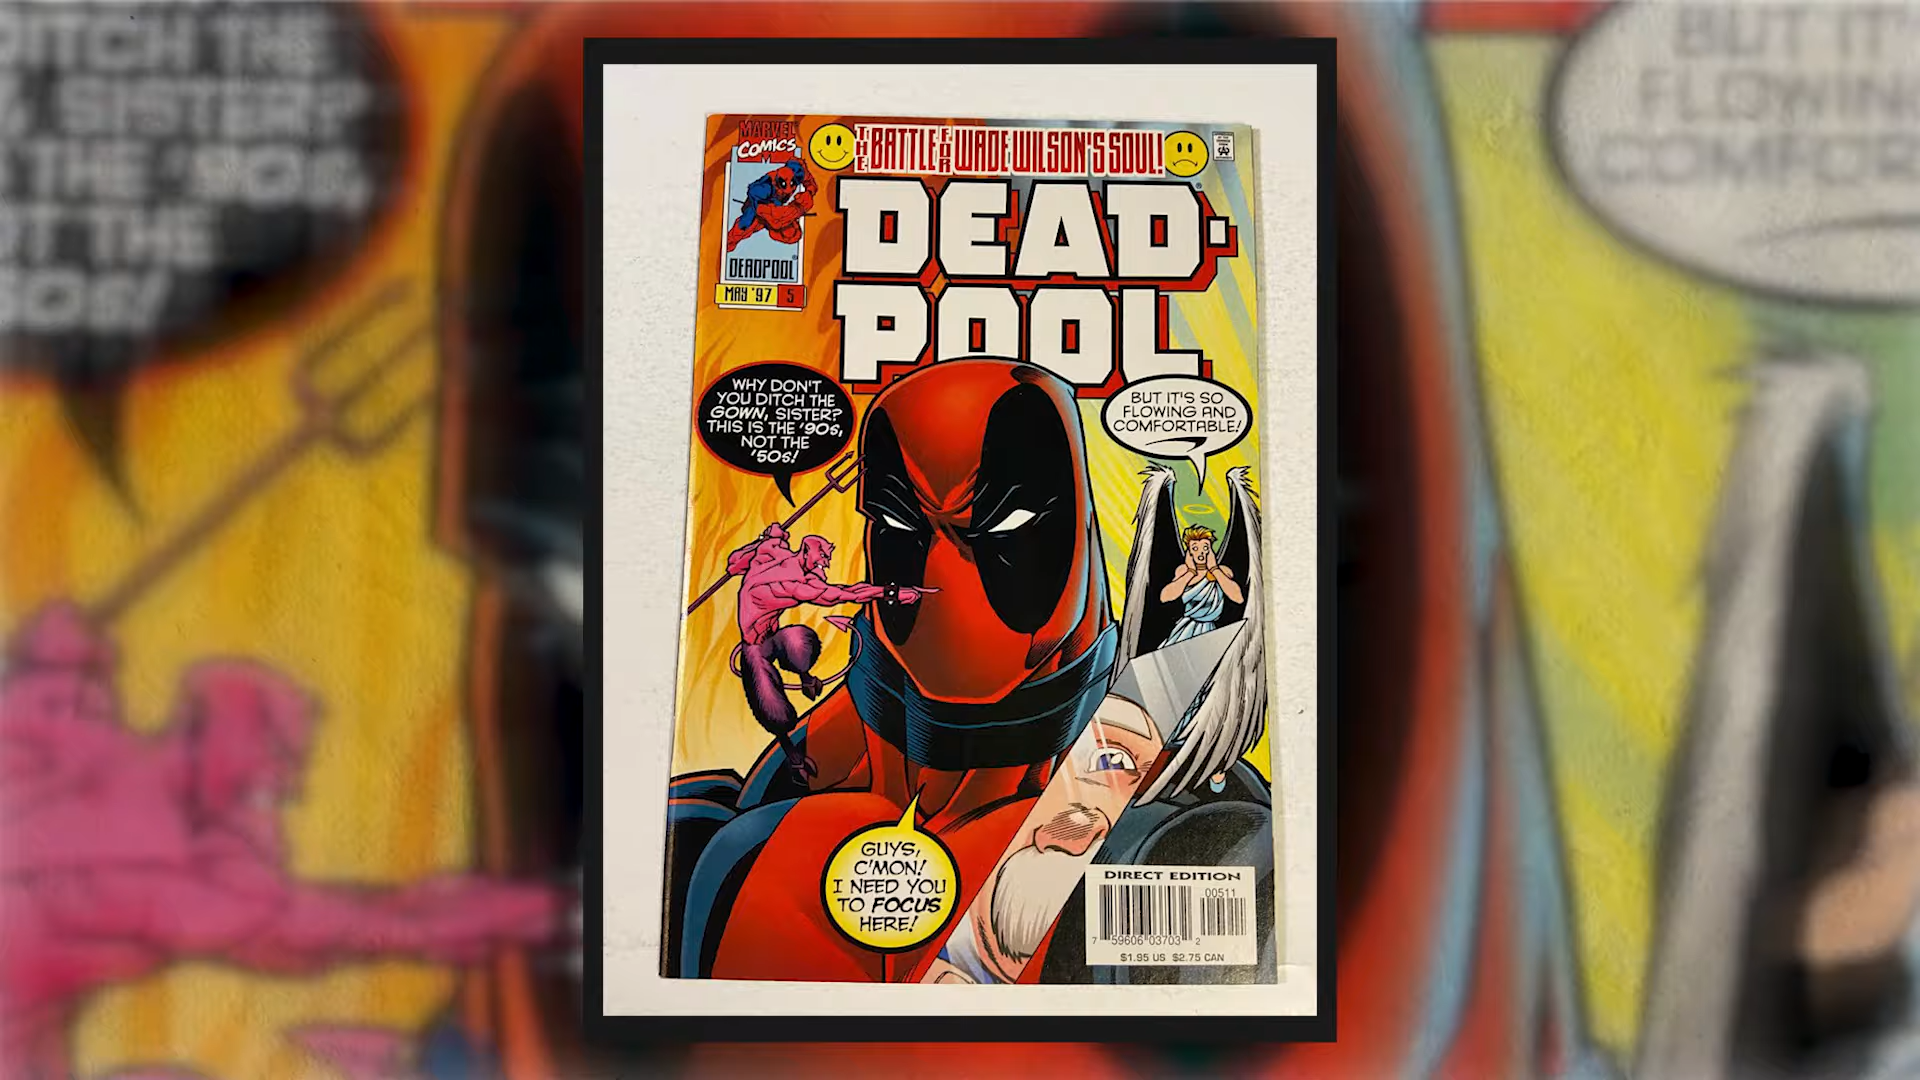 MARVEL
COMICS
DEADPOOL
MAY '97 5
THE BATTLE FOR WADE WILSON'S SOUL!
DEAD-
POOL
WHY DON'T
YOU DITCH THE
GOWN, SISTER?
THIS IS THE '90s,
NOT THE
'50s!
BUT IT'S SO
FLOWING AND
COMFORTABLE!
GUYS,
C'MON!
I NEED YOU
TO FOCUS
HERE!
DIRECT EDITION
00511
7 59606 03703 2
$1.95 US $2.75 CAN